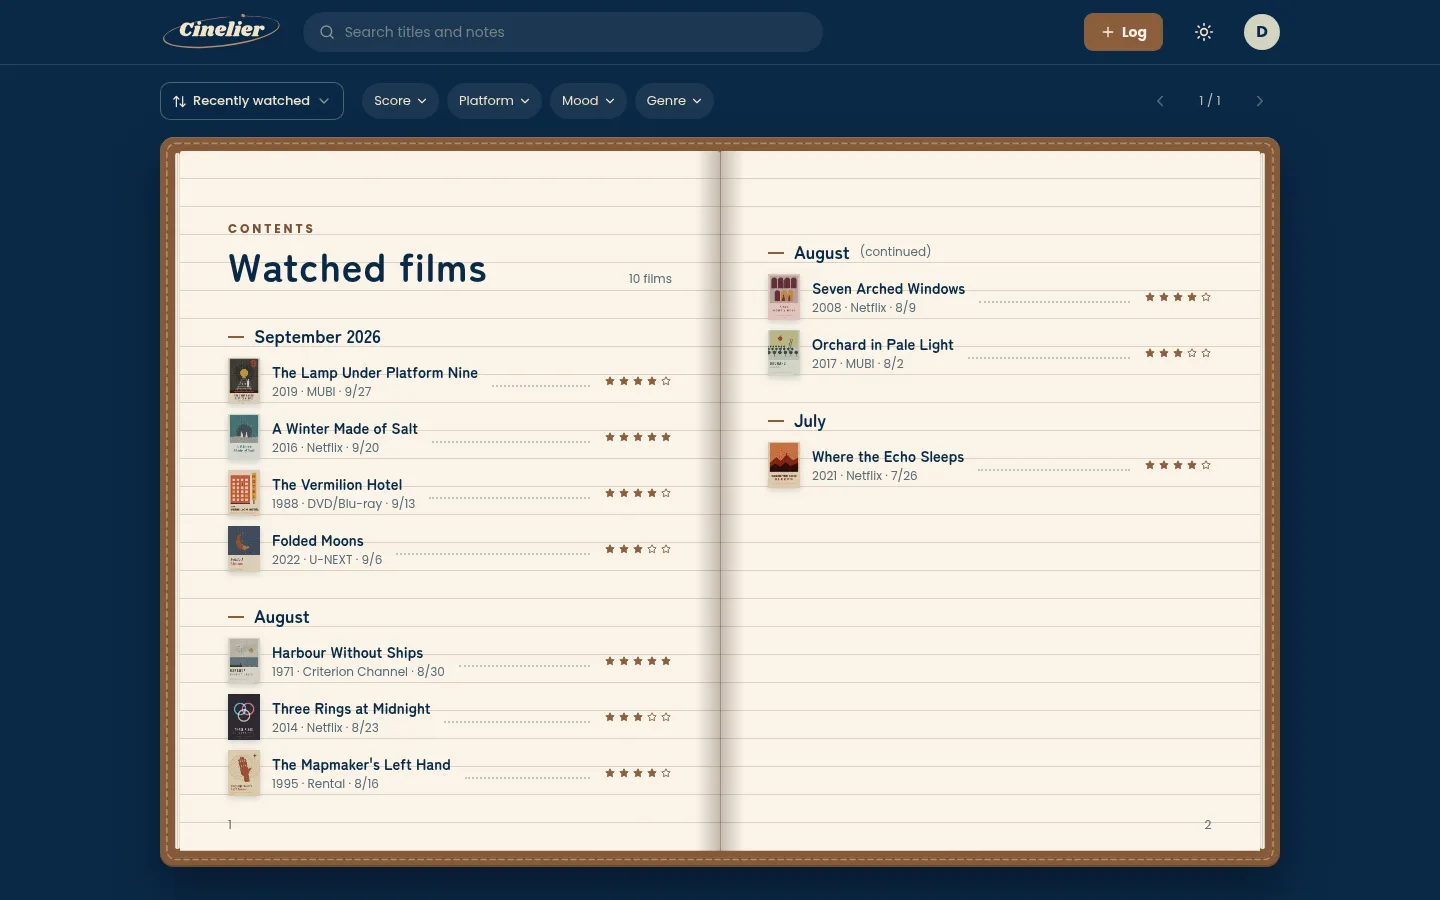 Cinelier
Search titles and notes
+ Log
D
Recently watched
Score
Platform
Mood
Genre
1 / 1
CONTENTS
Watched films
10 films
September 2026
The Lamp Under Platform Nine
2019 · MUBI · 9/27
A Winter Made of Salt
2016 · Netflix · 9/20
The Vermilion Hotel
1988 · DVD/Blu-ray · 9/13
Folded Moons
2022 · U-NEXT · 9/6
August
Harbour Without Ships
1971 · Criterion Channel · 8/30
Three Rings at Midnight
2014 · Netflix · 8/23
The Mapmaker's Left Hand
1995 · Rental · 8/16
1
August (continued)
Seven Arched Windows
2008 · Netflix · 8/9
Orchard in Pale Light
2017 · MUBI · 8/2
July
Where the Echo Sleeps
2021 · Netflix · 7/26
2